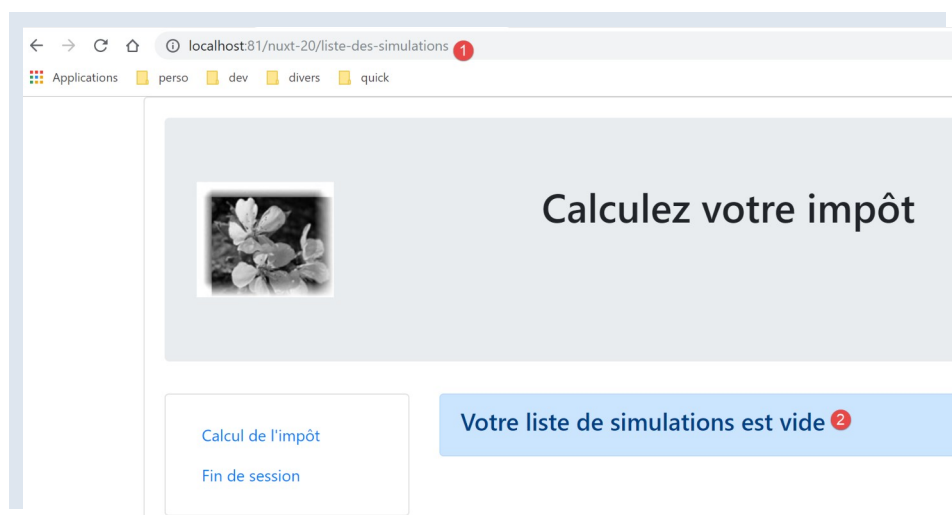 localhost:81/nuxt-20/liste-des-simulations 1
Applications perso dev divers quick
Calculez votre impôt
Calcul de l'impôt
Fin de session
Votre liste de simulations est vide 2